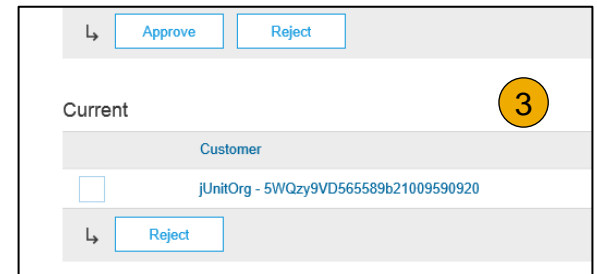 Approve Reject
Current
3
Customer
jUnitOrg - 5WQzy9VD565589b21009590920
Reject